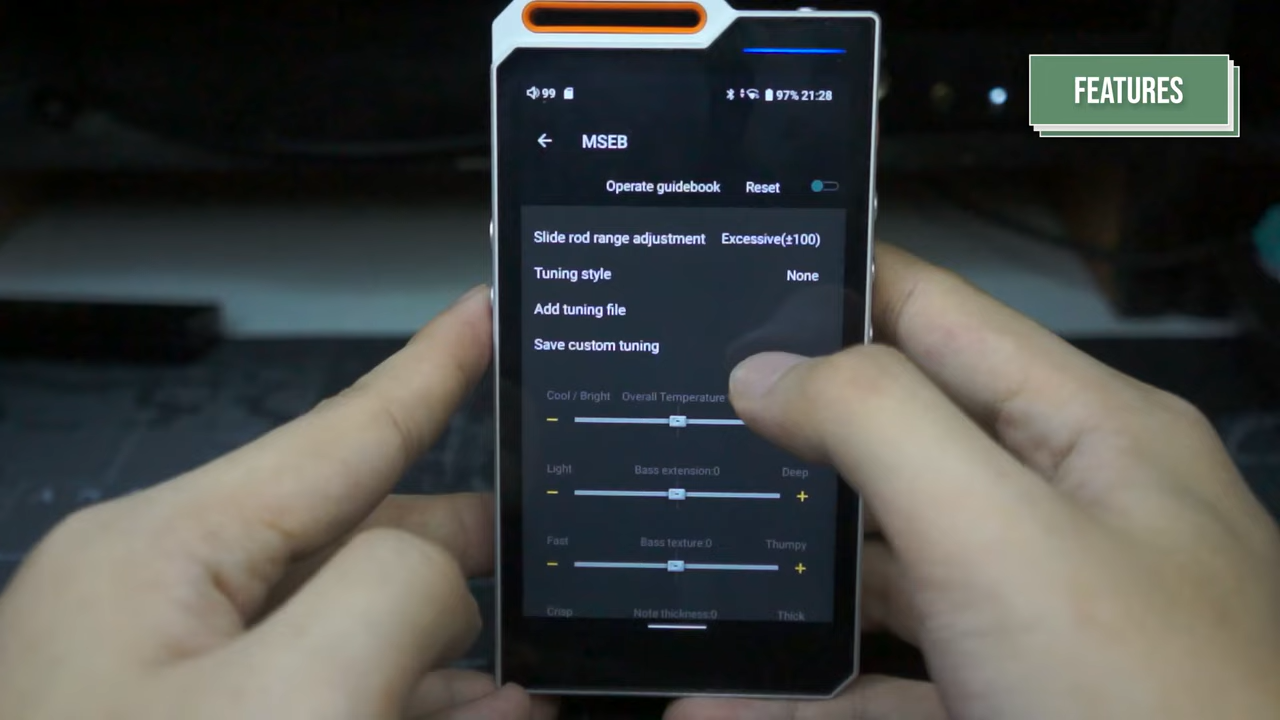 FEATURES
99
97% 21:28
MSEB
Operate guidebook Reset
Slide rod range adjustment Excessive(±100)
Tuning style None
Add tuning file
Save custom tuning
Cool / Bright Overall Temperature
Light Bass extension:0 Deep
Fast Bass texture:0 Thumpy
Crisp Note thickness:0 Thick